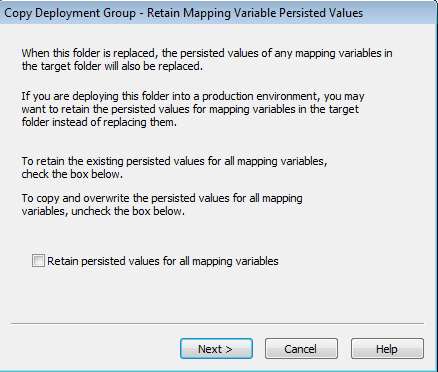 Copy Deployment Group - Retain Mapping Variable Persisted Values
When this folder is replaced, the persisted values of any mapping variables in
the target folder will also be replaced.
If you are deploying this folder into a production environment, you may
want to retain the persisted values for mapping variables in the target
folder instead of replacing them.
To retain the existing persisted values for all mapping variables,
check the box below.
To copy and overwrite the persisted values for all mapping
variables, uncheck the box below.
Retain persisted values for all mapping variables
Next > Cancel Help